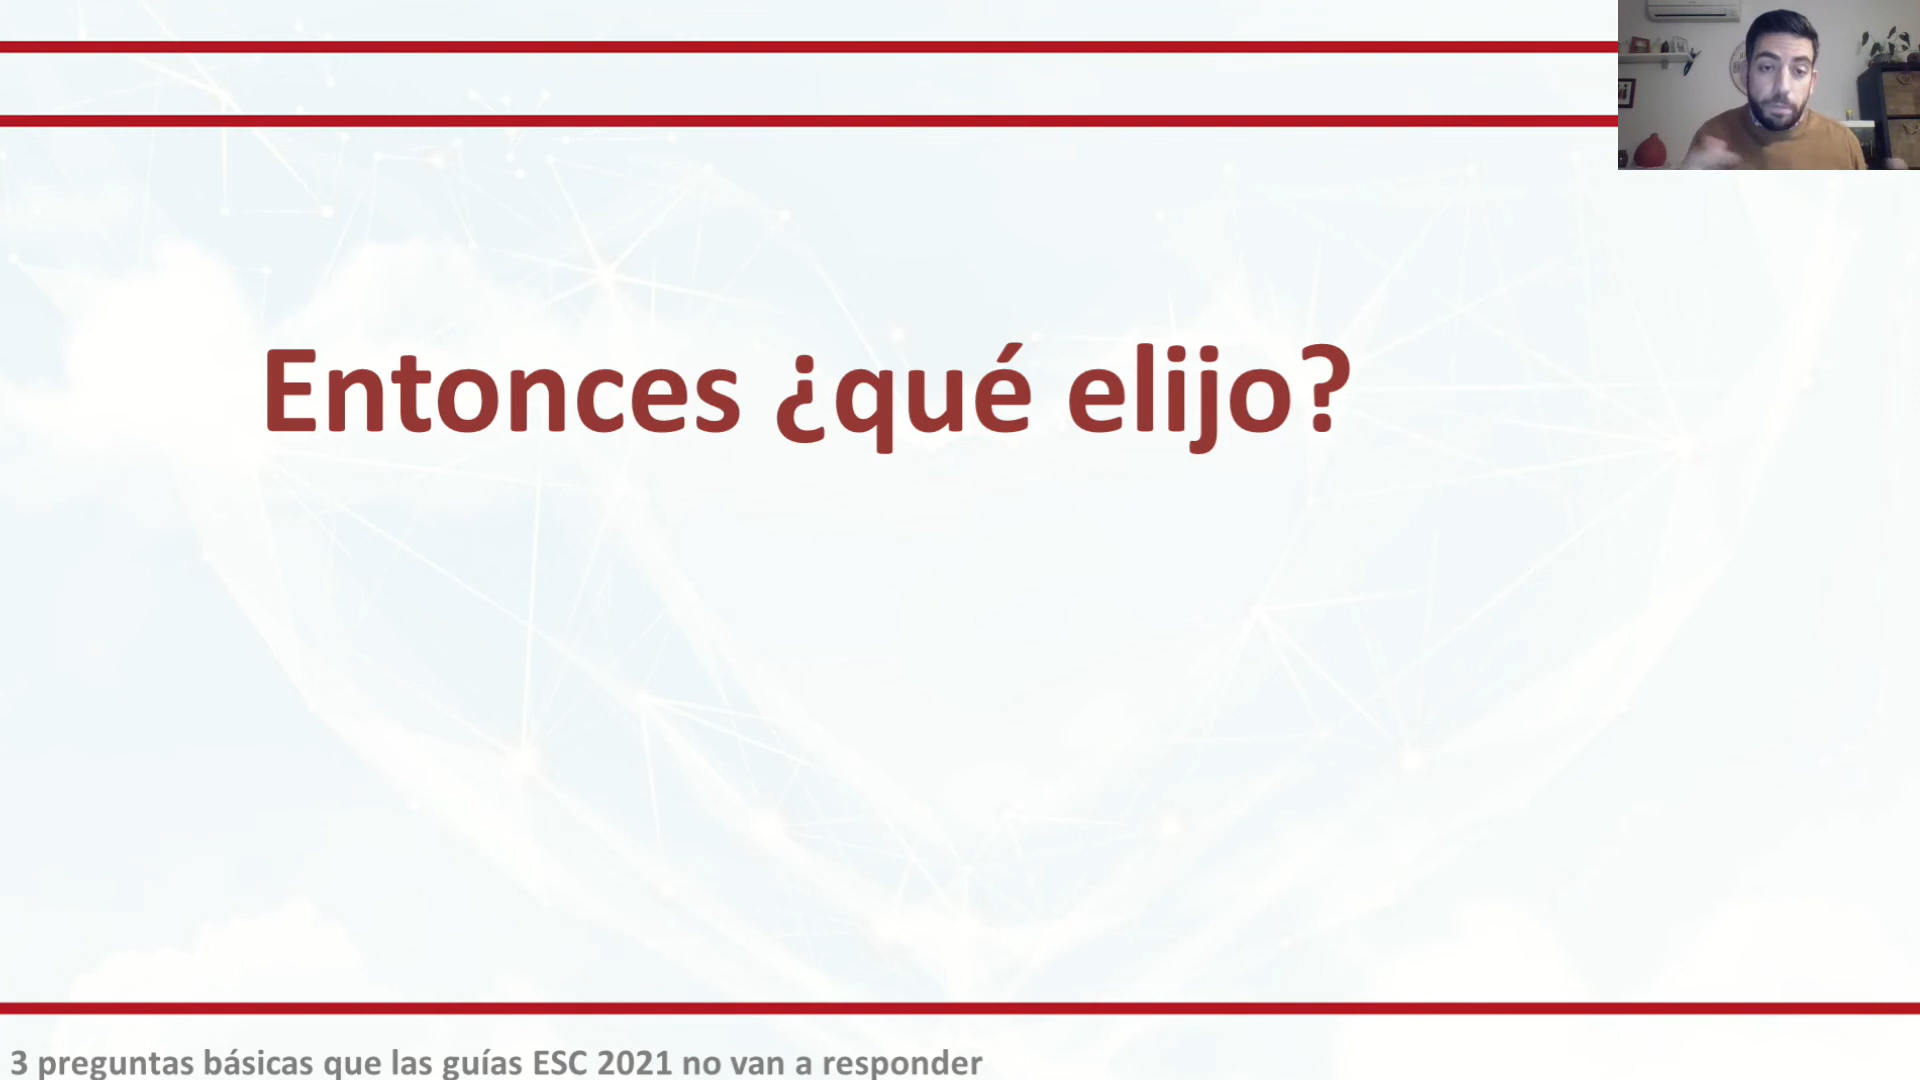 Entonces ¿qué elijo?
3 preguntas básicas que las guías ESC 2021 no van a responder